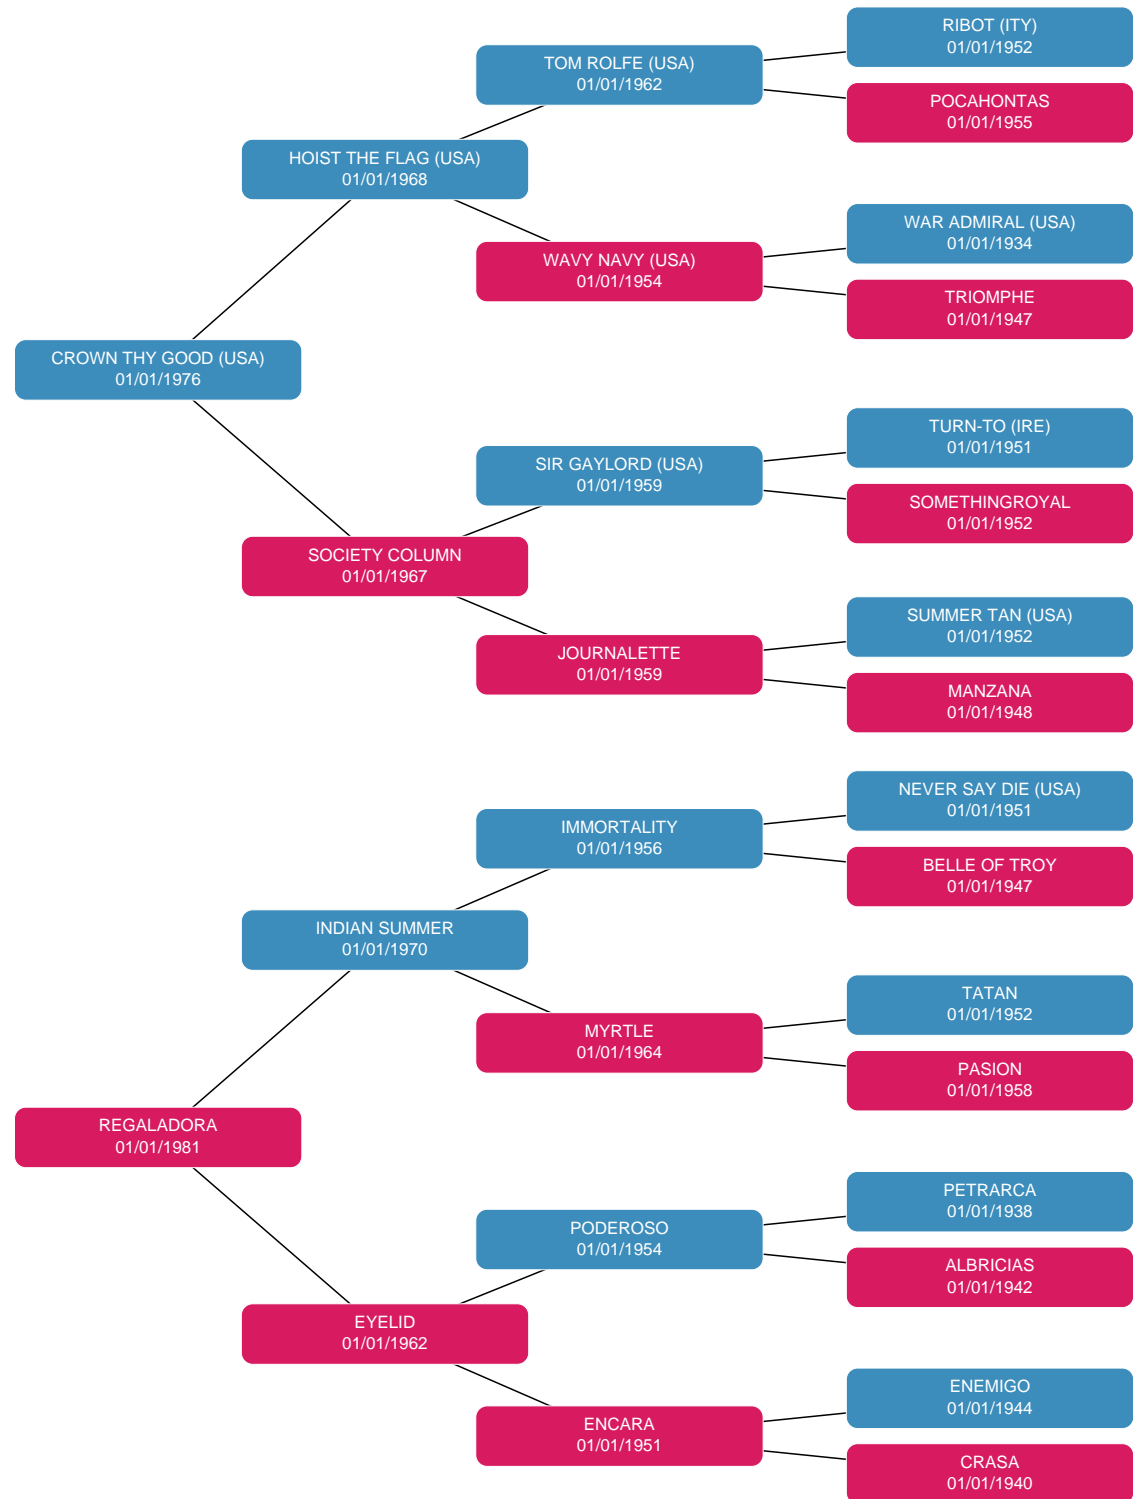 RIBOT (ITY)
01/01/1952
TOM ROLFE (USA)
01/01/1962
POCAHONTAS
01/01/1955
HOIST THE FLAG (USA)
01/01/1968
WAR ADMIRAL (USA)
01/01/1934
WAVY NAVY (USA)
01/01/1954
TRIOMPHE
01/01/1947
CROWN THY GOOD (USA)
01/01/1976
TURN-TO (IRE)
01/01/1951
SIR GAYLORD (USA)
01/01/1959
SOMETHINGROYAL
01/01/1952
SOCIETY COLUMN
01/01/1967
SUMMER TAN (USA)
01/01/1952
JOURNALETTE
01/01/1959
MANZANA
01/01/1948
NEVER SAY DIE (USA)
01/01/1951
IMMORTALITY
01/01/1956
BELLE OF TROY
01/01/1947
INDIAN SUMMER
01/01/1970
TATAN
01/01/1952
MYRTLE
01/01/1964
PASION
01/01/1958
REGALADORA
01/01/1981
PETRARCA
01/01/1938
PODEROSO
01/01/1954
ALBRICIAS
01/01/1942
EYELID
01/01/1962
ENEMIGO
01/01/1944
ENCARA
01/01/1951
CRASA
01/01/1940